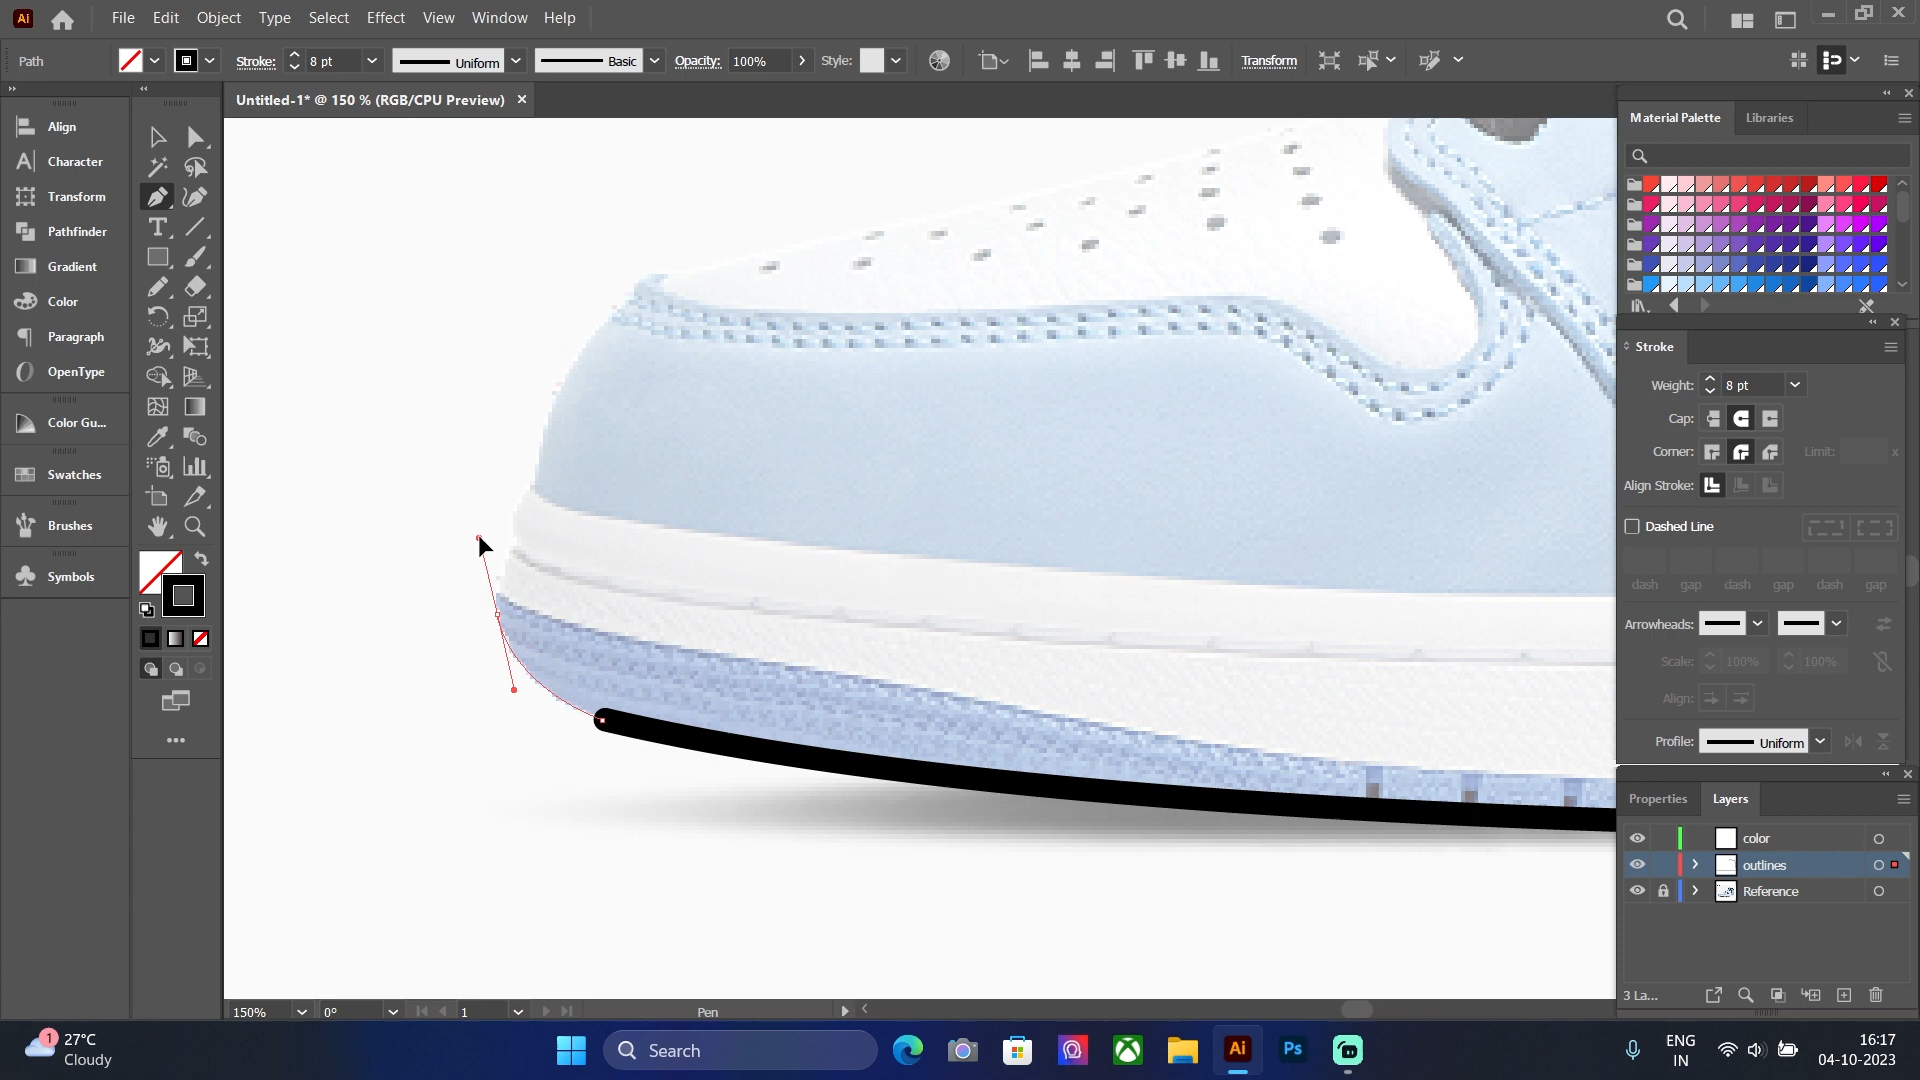 Ai File Edit Object Type Select Effect View Window Help
Path Stroke: 8 pt Uniform Basic Opacity: 100% Style: Transform
Untitled-1* @ 150 % (RGB/CPU Preview)
Align
Character
Transform
Pathfinder
Gradient
Color
Paragraph
OpenType
Color Gu...
Swatches
Brushes
Symbols
Material Palette Libraries
Stroke
Weight: 8 pt
Cap:
Corner: Limit: x
Align Stroke:
Dashed Line
dash gap dash gap dash gap
Arrowheads:
Scale: 100% 100%
Align:
Profile: Uniform
Properties Layers
color
outlines
Reference
3 La...
150% 0° 1 Pen
1
27°C
Cloudy
Search
Ai
Ps
ENG
IN
16:17
04-10-2023